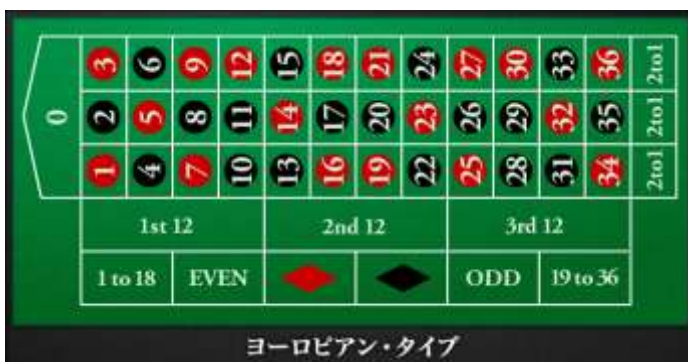 3 6 9 12 15 18 21 24 27 30 33 36 2to1
0 2 5 8 11 14 17 20 23 26 29 32 35 2to1
1 4 7 10 13 16 19 22 25 28 31 34 2to1
1st 12 2nd 12 3rd 12
1 to 18 EVEN ODD 19 to 36
ヨーロピアン・タイプ